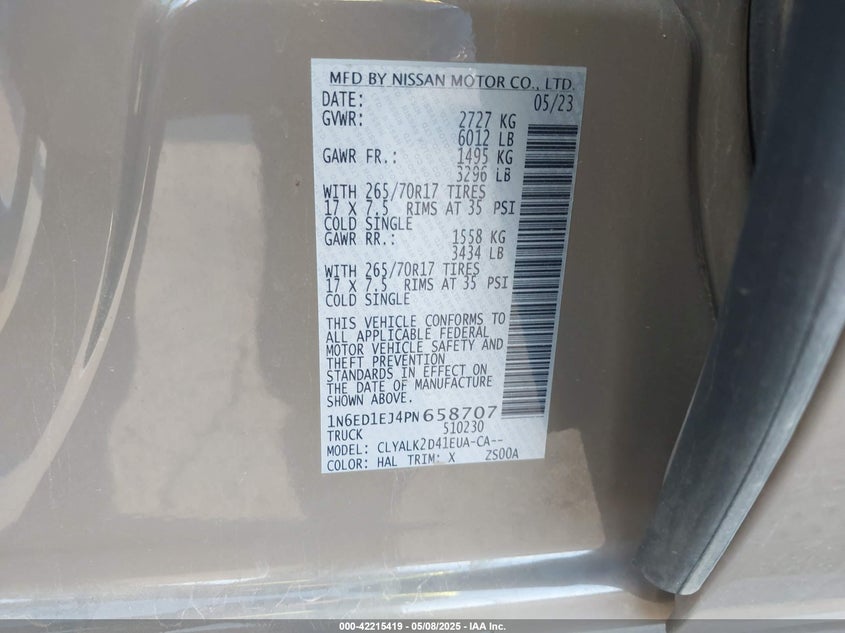 MFD BY NISSAN MOTOR CO., LTD.
DATE: 05/23
GVWR: 2727 KG
6012 LB
GAWR FR.: 1495 KG
3296 LB
WITH 265/70R17 TIRES
17 X 7.5 RIMS AT 35 PSI
COLD SINGLE
GAWR RR.: 1558 KG
3434 LB
WITH 265/70R17 TIRES
17 X 7.5 RIMS AT 35 PSI
COLD SINGLE
THIS VEHICLE CONFORMS TO
ALL APPLICABLE FEDERAL
MOTOR VEHICLE SAFETY AND
THEFT PREVENTION
STANDARDS IN EFFECT ON
THE DATE OF MANUFACTURE
SHOWN ABOVE.
1N6ED1EJ4PN658707
TRUCK 510230
MODEL: CLYALK2D41EUA-CA--
COLOR: HAL TRIM: X ZS00A
000-42215419 - 05/08/2025 - IAA Inc.